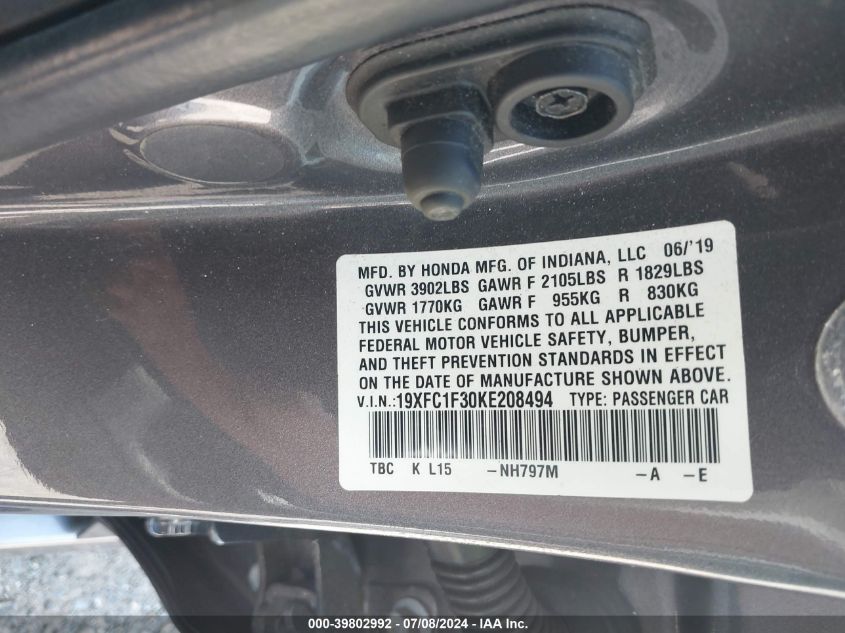 MFD. BY HONDA MFG. OF INDIANA, LLC 06/'19
GVWR 3902LBS GAWR F 2105LBS R 1829LBS
GVWR 1770KG GAWR F 955KG R 830KG
THIS VEHICLE CONFORMS TO ALL APPLICABLE
FEDERAL MOTOR VEHICLE SAFETY, BUMPER,
AND THEFT PREVENTION STANDARDS IN EFFECT
ON THE DATE OF MANUFACTURE SHOWN ABOVE.
V.I.N.:19XFC1F30KE208494 TYPE: PASSENGER CAR
TBC K L15 -NH797M -A -E
000-39802992 - 07/08/2024 - IAA Inc.